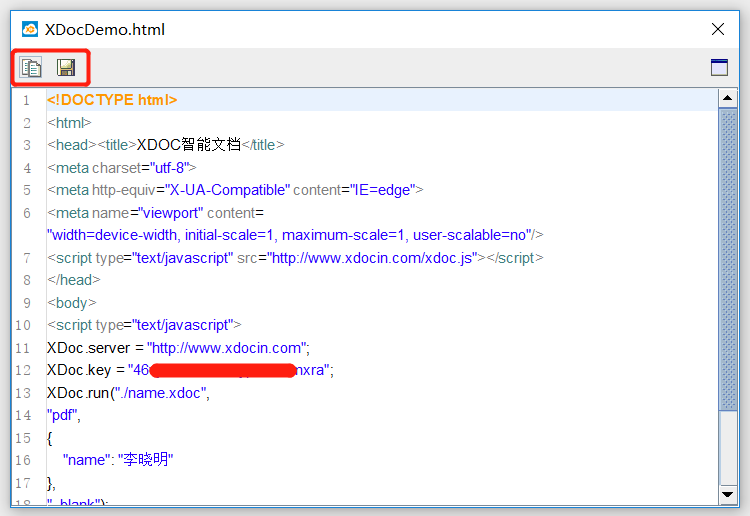 XDocDemo.html
1 <!DOCTYPE html>
2 <html>
3 <head><title>XDOC智能文档</title>
4 <meta charset="utf-8">
5 <meta http-equiv="X-UA-Compatible" content="IE=edge">
6 <meta name="viewport" content=
"width=device-width, initial-scale=1, maximum-scale=1, user-scalable=no"/>
7 <script type="text/javascript" src="http://www.xdocin.com/xdoc.js"></script>
8 </head>
9 <body>
10 <script type="text/javascript">
11 XDoc.server = "http://www.xdocin.com";
12 XDoc.key = "46 nxra";
13 XDoc.run("./name.xdoc",
14 "pdf",
15 {
16 "name": "李晓明"
17 },
18 "_blank");